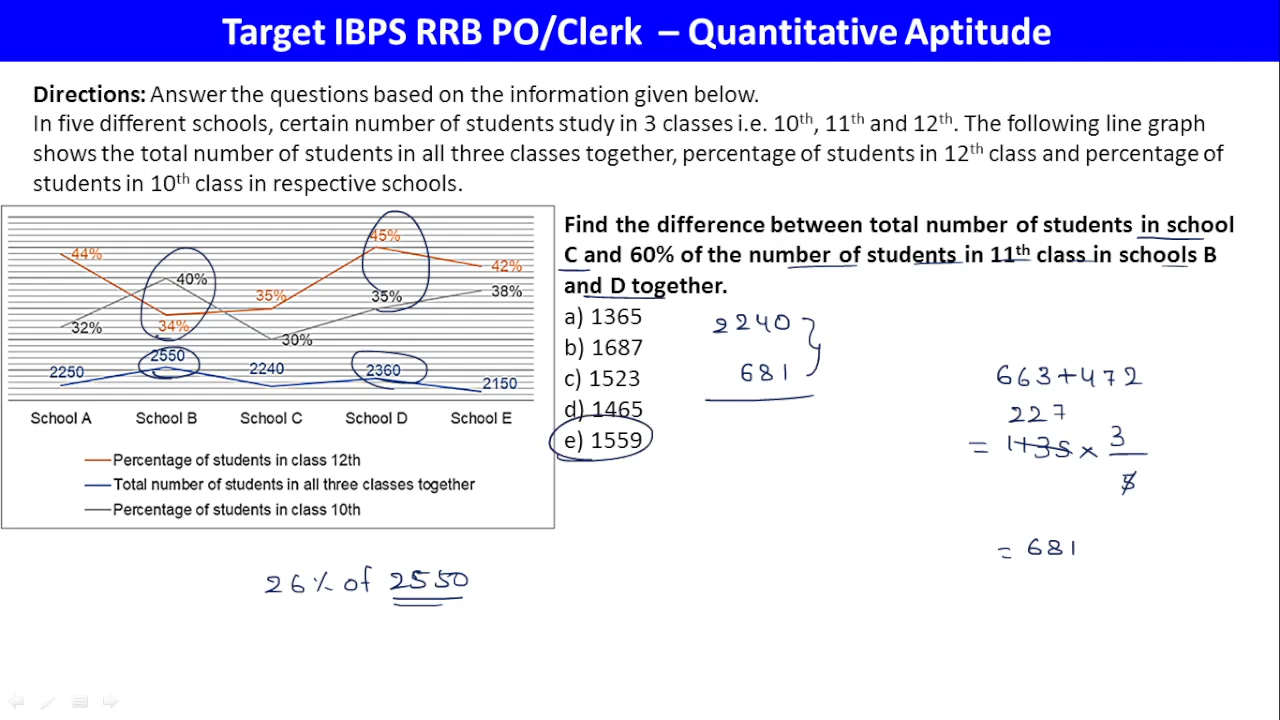 Target IBPS RRB PO/Clerk – Quantitative Aptitude
Directions: Answer the questions based on the information given below.
In five different schools, certain number of students study in 3 classes i.e. 10th, 11th and 12th. The following line graph
shows the total number of students in all three classes together, percentage of students in 12th class and percentage of
students in 10th class in respective schools.
44%
34%
35%
45%
42%
32%
40%
30%
35%
38%
2250
2550
2240
2360
2150
School A School B School C School D School E
Percentage of students in class 12th
Total number of students in all three classes together
Percentage of students in class 10th
Find the difference between total number of students in school
C and 60% of the number of students in 11th class in schools B
and D together.
a) 1365
b) 1687
c) 1523
d) 1465
e) 1559
2240
681
663+472
227
= 1135 × 3
5
= 681
26% of 2550